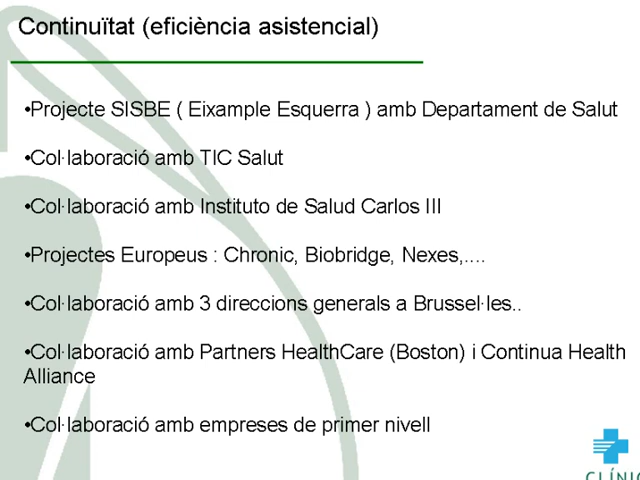 Continuïtat (eficiència asistencial)
•Projecte SISBE ( Eixample Esquerra ) amb Departament de Salut
•Col·laboració amb TIC Salut
•Col·laboració amb Instituto de Salud Carlos III
•Projectes Europeus : Chronic, Biobridge, Nexes,....
•Col·laboració amb 3 direccions generals a Brussel·les..
•Col·laboració amb Partners HealthCare (Boston) i Continua Health
Alliance
•Col·laboració amb empreses de primer nivell
CLÍNIC